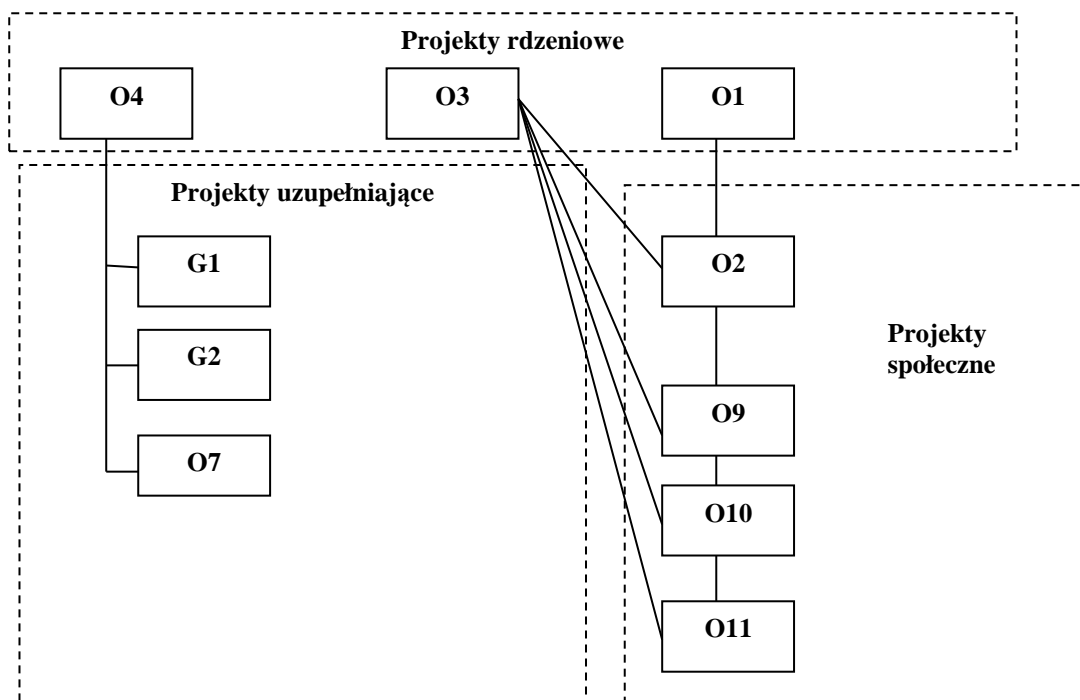 Projekty rdzeniowe
O4
O3
O1
Projekty uzupełniające
G1
G2
O7
O2
O9
O10
O11
Projekty
społeczne